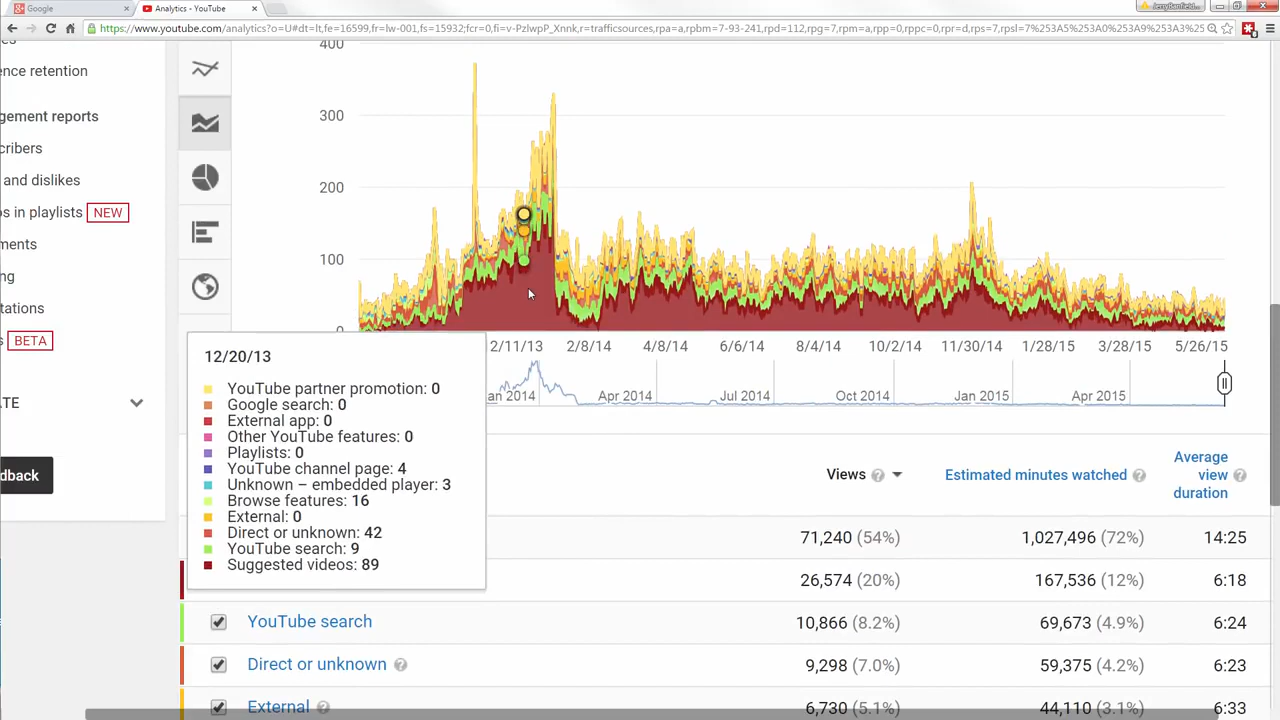 Google
Analytics - YouTube
JerryBanfield...
https://www.youtube.com/analytics?o=U#dt=lt,fe=16599,fr=lw-001,fs=15932;fcr=0,fi=v-PzIwpP_Xnnk,r=trafficsources,rpa=a,rpbm=7-93-241,rpd=112,rpg=7,rpm=a,rpp=0,rpc=0,rpr=d,rps=7,rpsl=7%253A5%253A0%253A9%253A3%25
ence retention
gement reports
cribers
and dislikes
os in playlists NEW
ments
ng
tations
s BETA
ATE
dback
400
300
200
100
0
2/11/13 2/8/14 4/8/14 6/6/14 8/4/14 10/2/14 11/30/14 1/28/15 3/28/15 5/26/15
an 2014 Apr 2014 Jul 2014 Oct 2014 Jan 2015 Apr 2015
12/20/13
YouTube partner promotion: 0
Google search: 0
External app: 0
Other YouTube features: 0
Playlists: 0
YouTube channel page: 4
Unknown – embedded player: 3
Browse features: 16
External: 0
Direct or unknown: 42
YouTube search: 9
Suggested videos: 89
Views ? Estimated minutes watched ? Average view duration ?
71,240 (54%) 1,027,496 (72%) 14:25
26,574 (20%) 167,536 (12%) 6:18
YouTube search 10,866 (8.2%) 69,673 (4.9%) 6:24
Direct or unknown ? 9,298 (7.0%) 59,375 (4.2%) 6:23
External ? 6,730 (5.1%) 44,110 (3.1%) 6:33